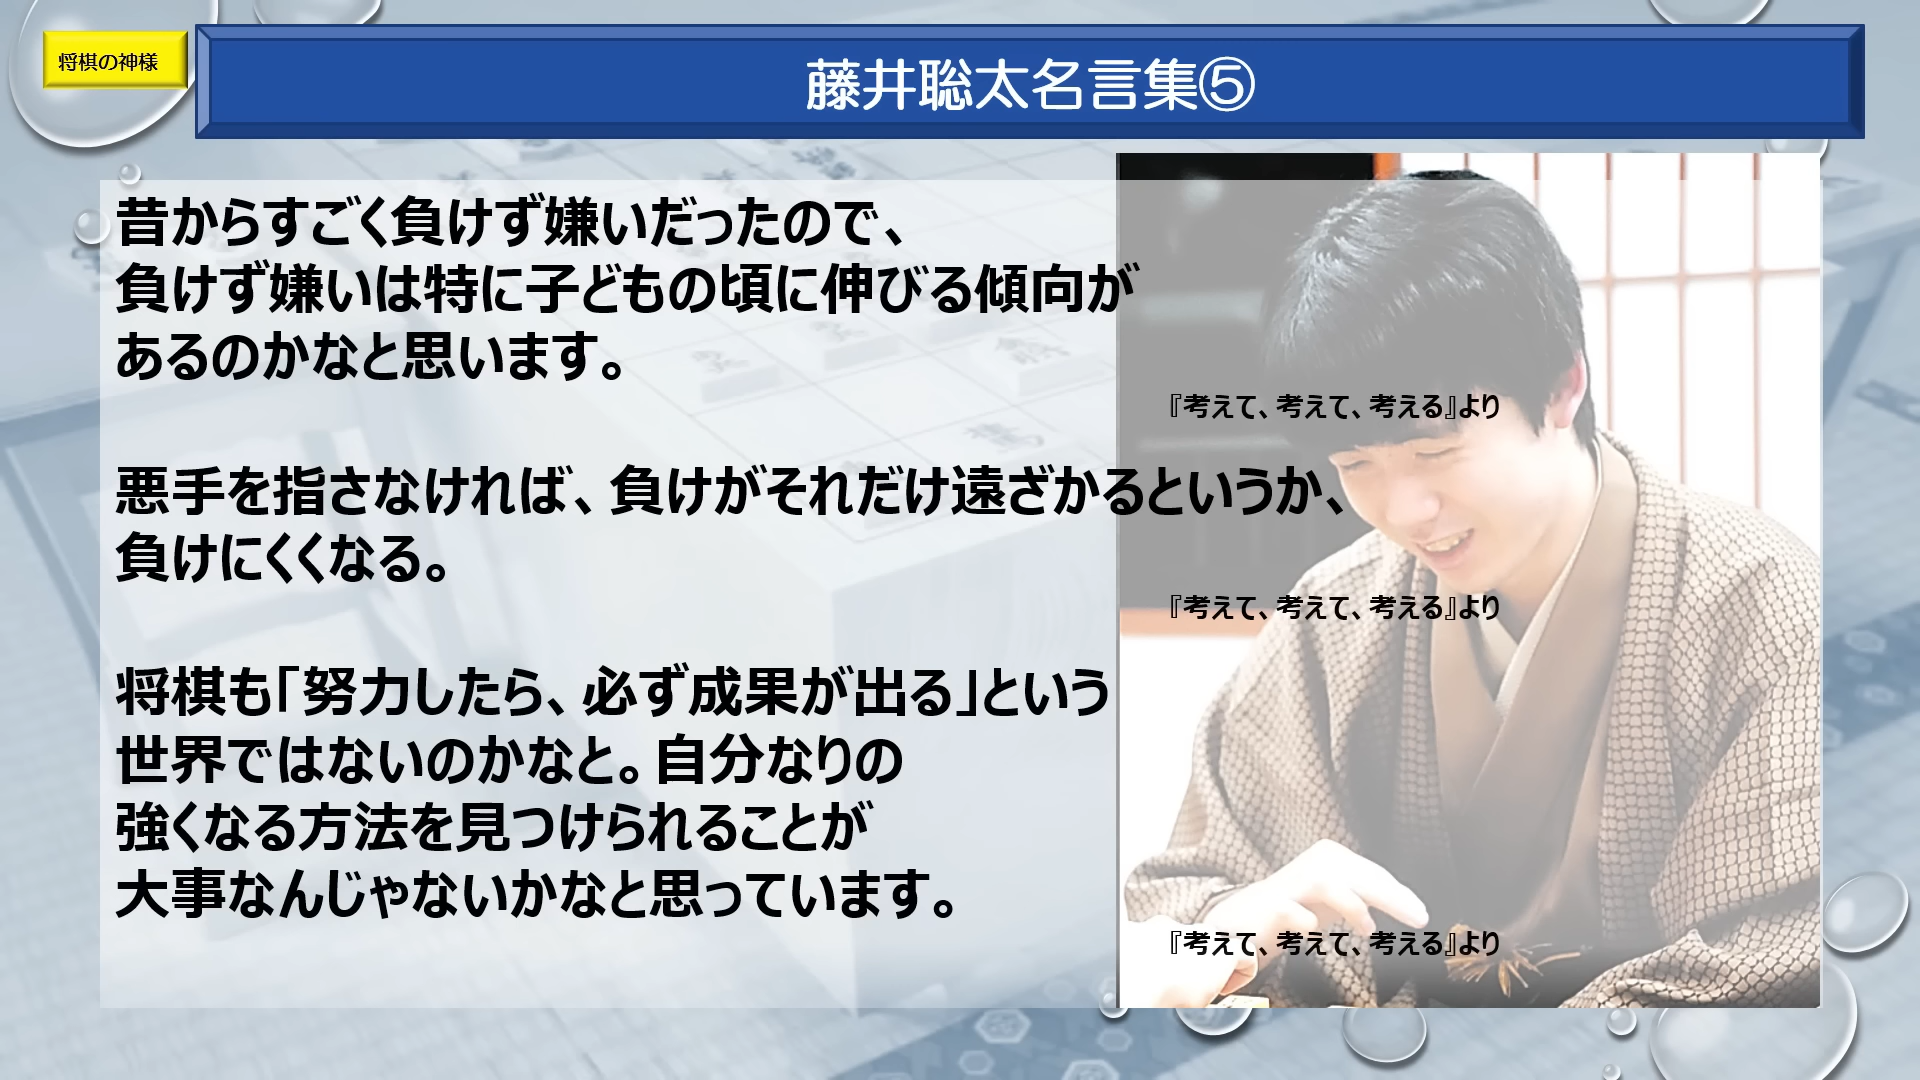 将棋の神様
藤井聡太名言集⑤
昔からすごく負けず嫌いだったので、
負けず嫌いは特に子どもの頃に伸びる傾向が
あるのかなと思います。
『考えて、考えて、考える』より
悪手を指さなければ、負けがそれだけ遠ざかるというか、
負けにくくなる。
『考えて、考えて、考える』より
将棋も「努力したら、必ず成果が出る」という
世界ではないのかなと。自分なりの
強くなる方法を見つけられることが
大事なんじゃないかなと思っています。
『考えて、考えて、考える』より